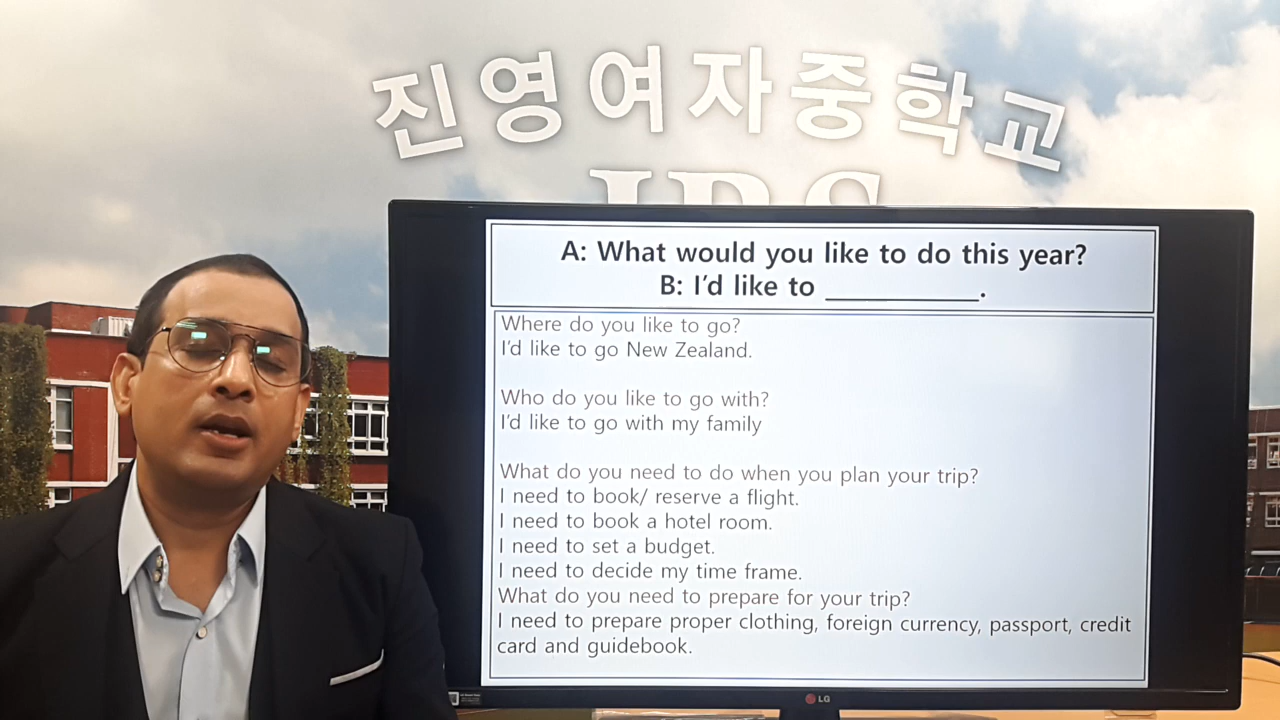 진영여자중학교
A: What would you like to do this year?
B: I'd like to ___________.
Where do you like to go?
I'd like to go New Zealand.
Who do you like to go with?
I'd like to go with my family
What do you need to do when you plan your trip?
I need to book/ reserve a flight.
I need to book a hotel room.
I need to set a budget.
I need to decide my time frame.
What do you need to prepare for your trip?
I need to prepare proper clothing, foreign currency, passport, credit
card and guidebook.
LG